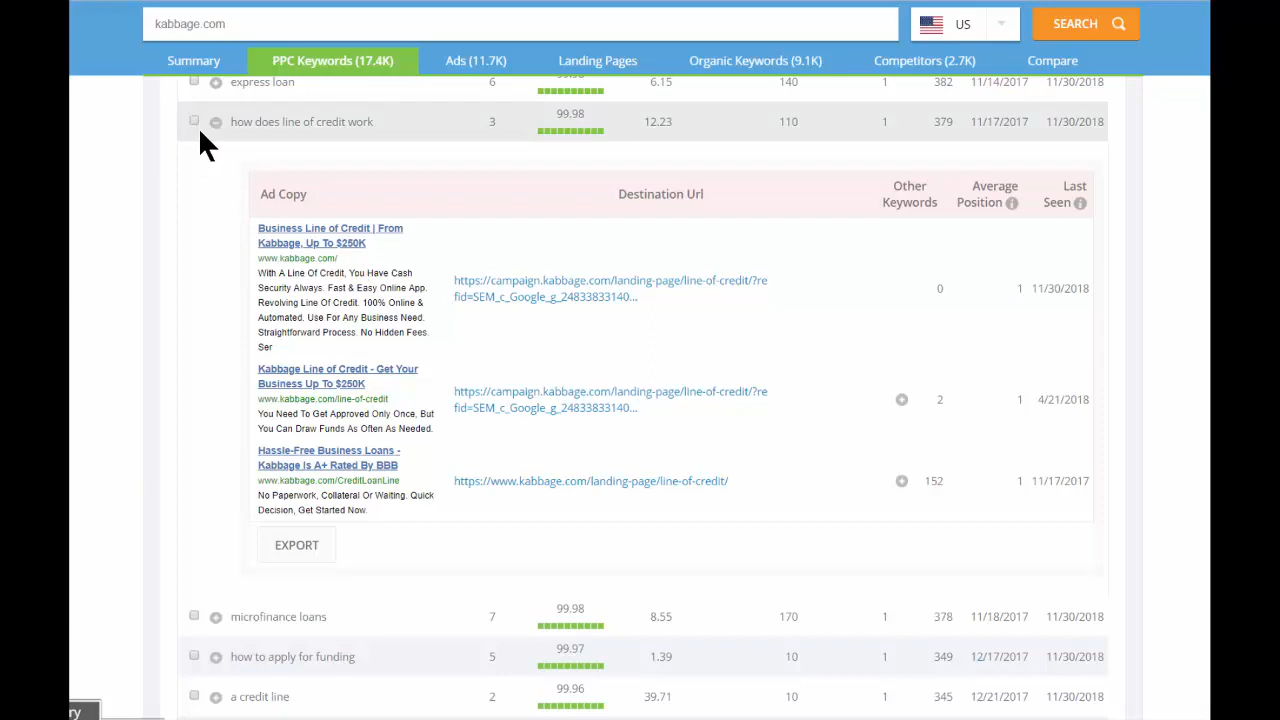 kabbage.com
US
SEARCH
Summary
PPC Keywords (17.4K)
Ads (11.7K)
Landing Pages
Organic Keywords (9.1K)
Competitors (2.7K)
Compare
express loan 6 99.98 6.15 140 1 382 11/14/2017 11/30/2018
how does line of credit work 3 99.98 12.23 110 1 379 11/17/2017 11/30/2018
Ad Copy
Destination Url
Other
Keywords
Average
Position
Last
Seen
Business Line of Credit | From
Kabbage, Up To $250K
www.kabbage.com/
With A Line Of Credit, You Have Cash
Security Always. Fast & Easy Online App.
Revolving Line Of Credit. 100% Online &
Automated. Use For Any Business Need.
Straightforward Process. No Hidden Fees.
Ser
https://campaign.kabbage.com/landing-page/line-of-credit/?re
fid=SEM_c_Google_g_24833833140...
0 1 11/30/2018
Kabbage Line of Credit - Get Your
Business Up To $250K
www.kabbage.com/line-of-credit
You Need To Get Approved Only Once, But
You Can Draw Funds As Often As Needed.
https://campaign.kabbage.com/landing-page/line-of-credit/?re
fid=SEM_c_Google_g_24833833140...
2 1 4/21/2018
Hassle-Free Business Loans -
Kabbage Is A+ Rated By BBB
www.kabbage.com/CreditLoanLine
No Paperwork, Collateral Or Waiting. Quick
Decision, Get Started Now.
https://www.kabbage.com/landing-page/line-of-credit/
152 1 11/17/2017
EXPORT
microfinance loans 7 99.98 8.55 170 1 378 11/18/2017 11/30/2018
how to apply for funding 5 99.97 1.39 10 1 349 12/17/2017 11/30/2018
a credit line 2 99.96 39.71 10 1 345 12/21/2017 11/30/2018
ry